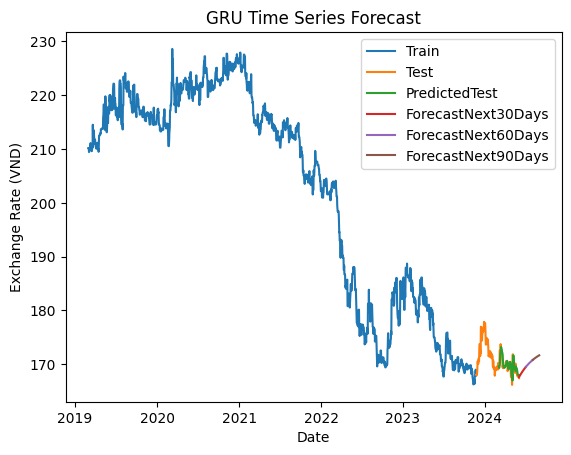 GRU Time Series Forecast
Train
Test
PredictedTest
ForecastNext30Days
ForecastNext60Days
ForecastNext90Days
Exchange Rate (VND)
230
220
210
200
190
180
170
2019
2020
2021
2022
2023
2024
Date